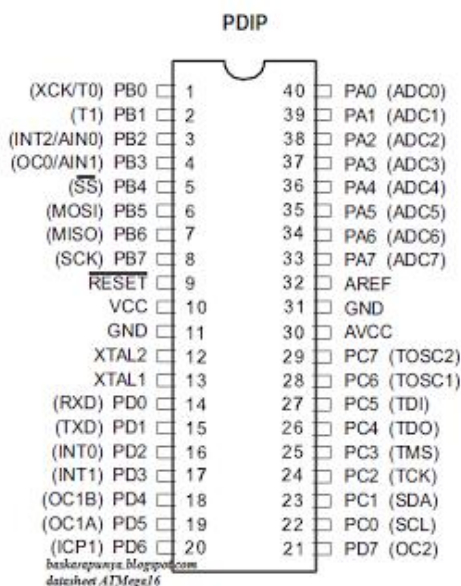 PDIP
(XCK/T0) PB0 1 40 PA0 (ADC0)
(T1) PB1 2 39 PA1 (ADC1)
(INT2/AIN0) PB2 3 38 PA2 (ADC2)
(OC0/AIN1) PB3 4 37 PA3 (ADC3)
(SS) PB4 5 36 PA4 (ADC4)
(MOSI) PB5 6 35 PA5 (ADC5)
(MISO) PB6 7 34 PA6 (ADC6)
(SCK) PB7 8 33 PA7 (ADC7)
RESET 9 32 AREF
VCC 10 31 GND
GND 11 30 AVCC
XTAL2 12 29 PC7 (TOSC2)
XTAL1 13 28 PC6 (TOSC1)
(RXD) PD0 14 27 PC5 (TDI)
(TXD) PD1 15 26 PC4 (TDO)
(INT0) PD2 16 25 PC3 (TMS)
(INT1) PD3 17 24 PC2 (TCK)
(OC1B) PD4 18 23 PC1 (SDA)
(OC1A) PD5 19 22 PC0 (SCL)
(ICP1) PD6 20 21 PD7 (OC2)
baskarapunya.blogspot.com
datasheet ATMega16